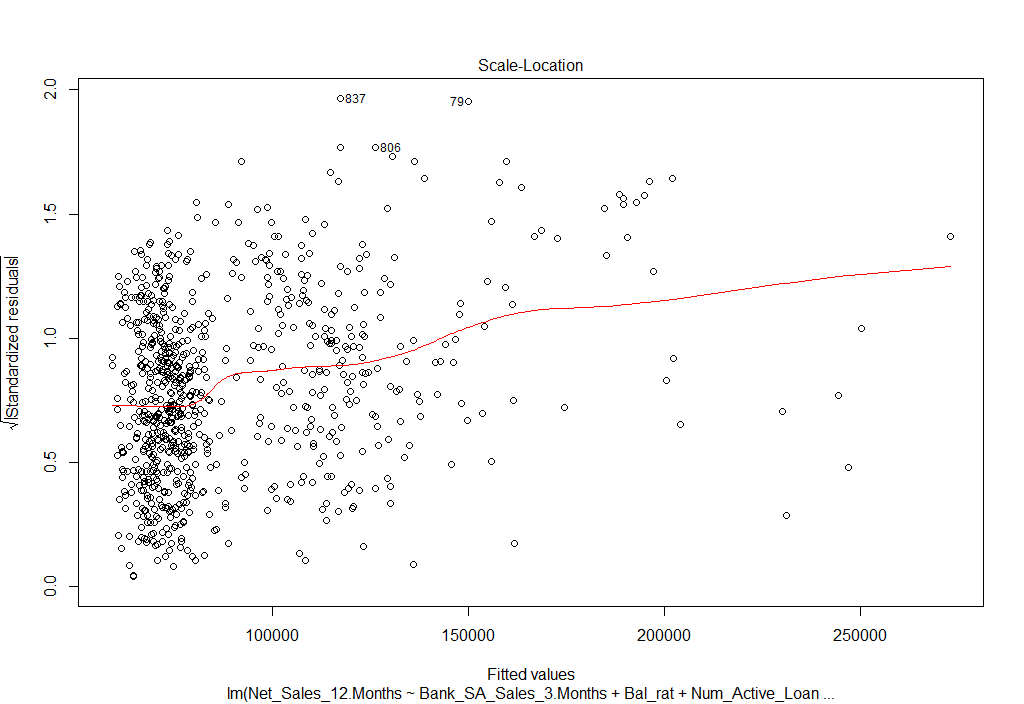 Scale-Location
2.0
1.5
1.0
0.5
0.0
√|Standardized residuals|
837
79
806
100000 150000 200000 250000
Fitted values
lm(Net_Sales_12.Months ~ Bank_SA_Sales_3.Months + Bal_rat + Num_Active_Loan ...